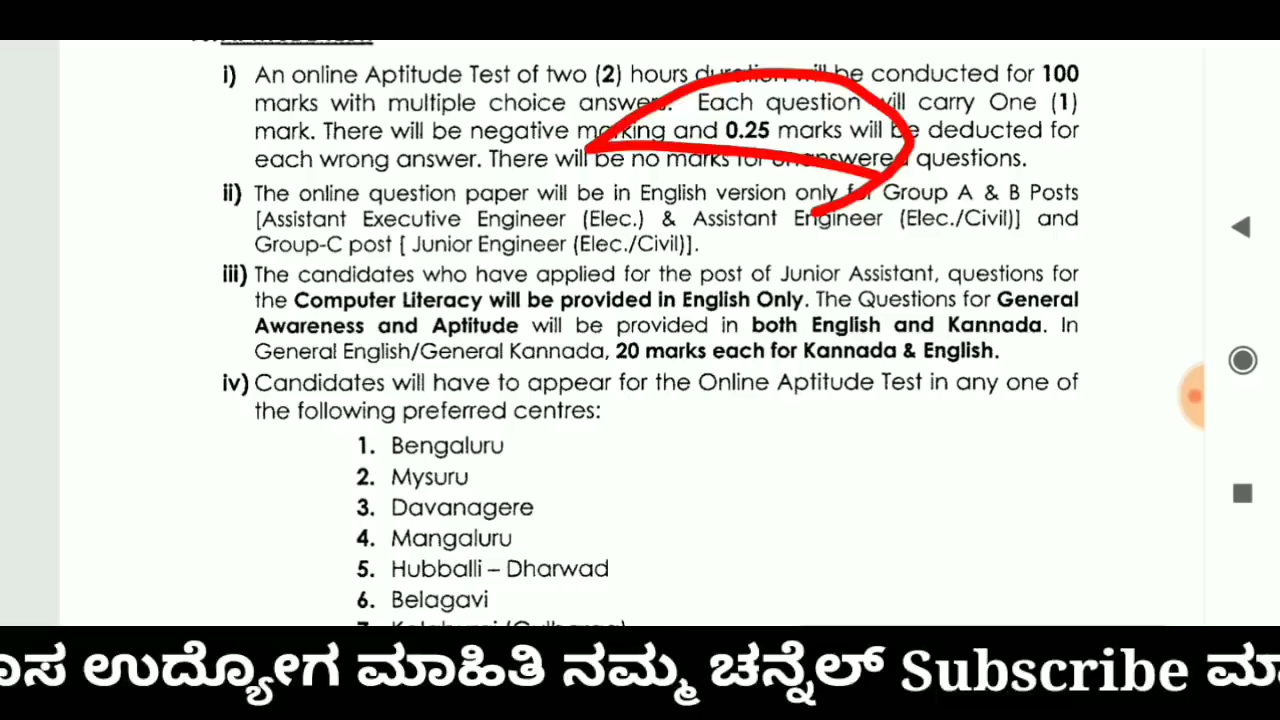 i) An online Aptitude Test of two (2) hours duration will be conducted for 100
marks with multiple choice answer. Each question will carry One (1)
mark. There will be negative marking and 0.25 marks will be deducted for
each wrong answer. There will be no marks for unanswered questions.
ii) The online question paper will be in English version only for Group A & B Posts
[Assistant Executive Engineer (Elec.) & Assistant Engineer (Elec./Civil)] and
Group-C post [ Junior Engineer (Elec./Civil)].
iii) The candidates who have applied for the post of Junior Assistant, questions for
the Computer Literacy will be provided in English Only. The Questions for General
Awareness and Aptitude will be provided in both English and Kannada. In
General English/General Kannada, 20 marks each for Kannada & English.
iv) Candidates will have to appear for the Online Aptitude Test in any one of
the following preferred centres:
1. Bengaluru
2. Mysuru
3. Davanagere
4. Mangaluru
5. Hubballi – Dharwad
6. Belagavi
ಉದ್ಯೋಗ ಮಾಹಿತಿ ನಮ್ಮ ಚನ್ನೆಲ್ Subscribe